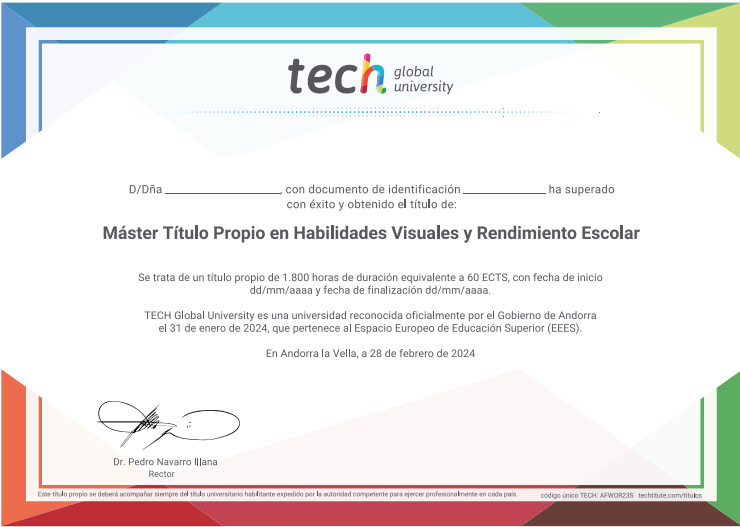 tech global university
D/Dña ____________________, con documento de identificación ______________ ha superado
con éxito y obtenido el título de:
Máster Título Propio en Habilidades Visuales y Rendimiento Escolar
Se trata de un título propio de 1.800 horas de duración equivalente a 60 ECTS, con fecha de inicio
dd/mm/aaaa y fecha de finalización dd/mm/aaaa.
TECH Global University es una universidad reconocida oficialmente por el Gobierno de Andorra
el 31 de enero de 2024, que pertenece al Espacio Europeo de Educación Superior (EEES).
En Andorra la Vella, a 28 de febrero de 2024
Dr. Pedro Navarro Illana
Rector
Este título propio se deberá acompañar siempre del título universitario habilitante expedido por la autoridad competente para ejercer profesionalmente en cada país. código único TECH: AFWOR23S techtitute.com/titulos